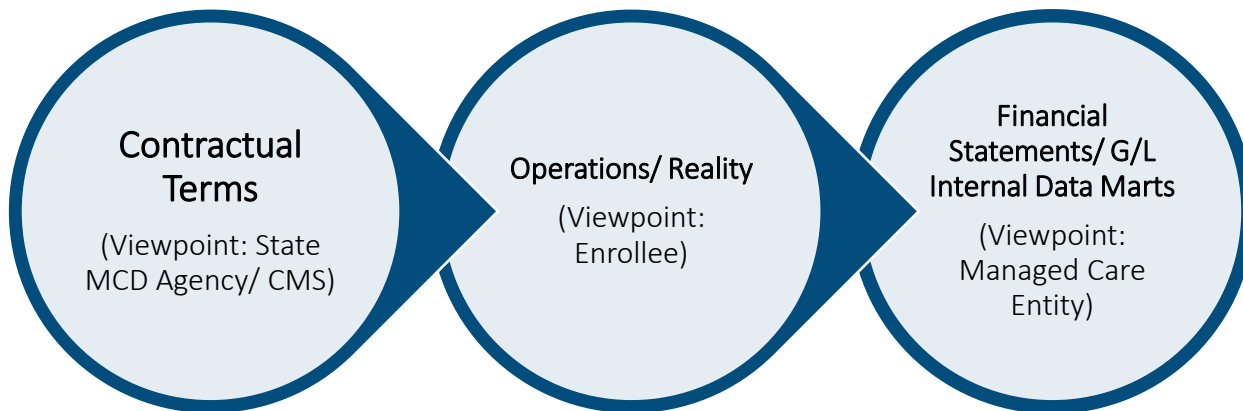 Contractual
Terms
(Viewpoint: State
MCD Agency/ CMS)
Operations/ Reality
(Viewpoint:
Enrollee)
Financial
Statements/ G/L
Internal Data Marts
(Viewpoint:
Managed Care
Entity)